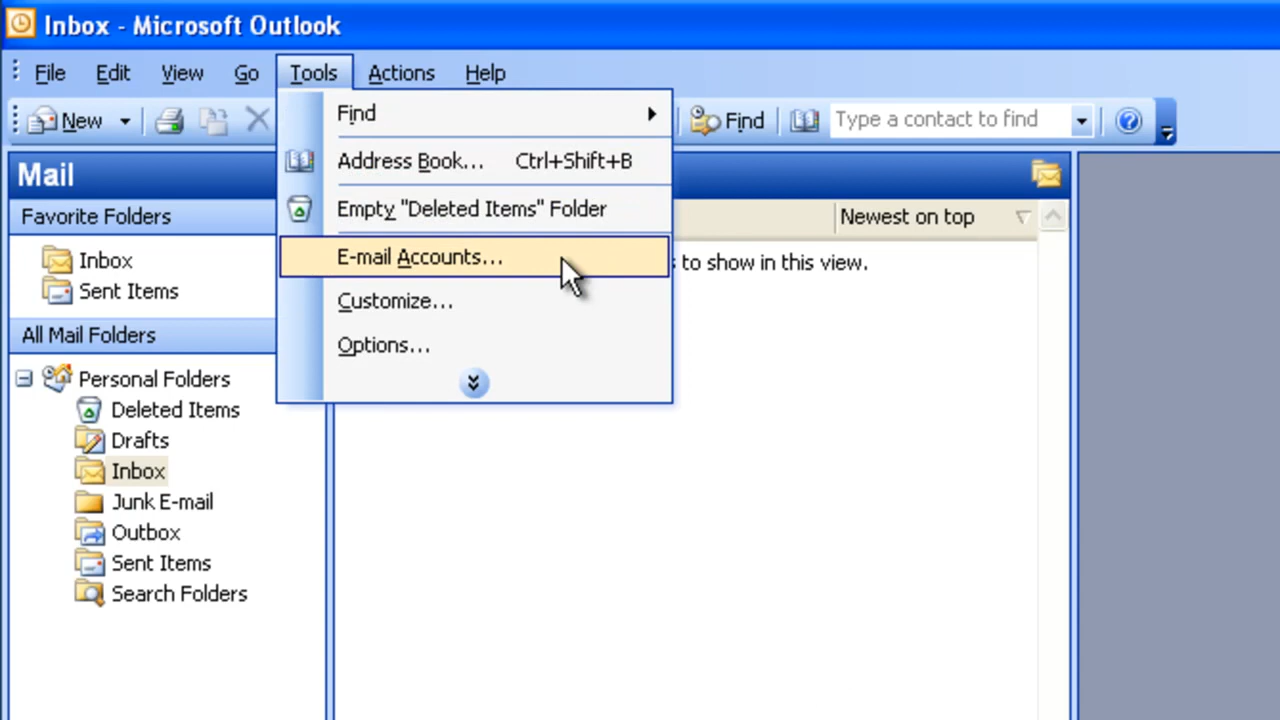 Inbox - Microsoft Outlook
File Edit View Go Tools Actions Help
New Find Type a contact to find
Find
Address Book... Ctrl+Shift+B
Empty "Deleted Items" Folder
E-mail Accounts...
Customize...
Options...
Mail
Favorite Folders
Inbox
Sent Items
All Mail Folders
Personal Folders
Deleted Items
Drafts
Inbox
Junk E-mail
Outbox
Sent Items
Search Folders
Newest on top
to show in this view.